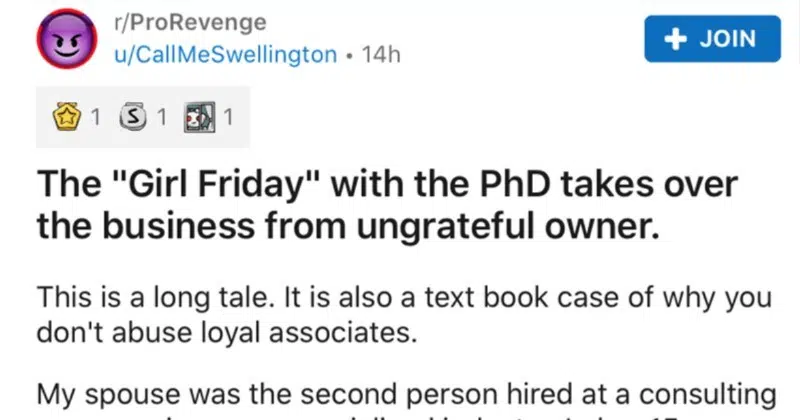 r/ProRevenge
u/CallMeSwellington • 14h
+ JOIN
1 S 1 1
The "Girl Friday" with the PhD takes over
the business from ungrateful owner.
This is a long tale. It is also a text book case of why you
don't abuse loyal associates.
My spouse was the second person hired at a consulting